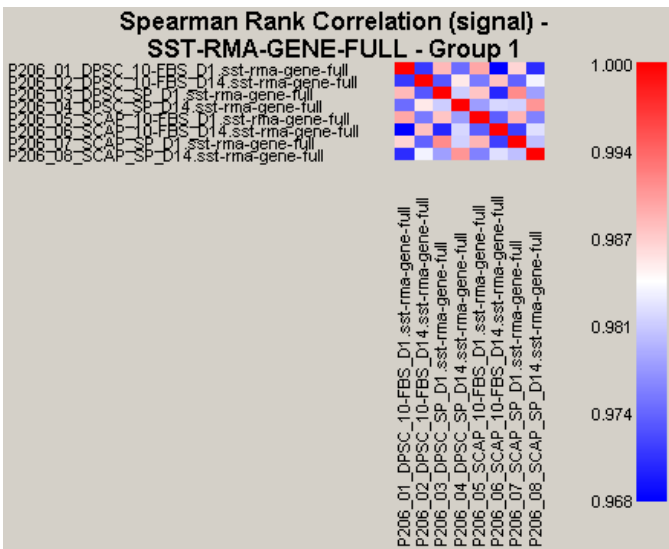 Spearman Rank Correlation (signal) -
SST-RMA-GENE-FULL - Group 1
P206_01_DPSC_10-FBS_D1.sst-rma-gene-full
P206_02_DPSC_10-FBS_D14.sst-rma-gene-full
P206_03_DPSC_SP_D1.sst-rma-gene-full
P206_04_DPSC_SP_D14.sst-rma-gene-full
P206_05_SCAP_10-FBS_D1.sst-rma-gene-full
P206_06_SCAP_10-FBS_D14.sst-rma-gene-full
P206_07_SCAP_SP_D1.sst-rma-gene-full
P206_08_SCAP_SP_D14.sst-rma-gene-full
P206_01_DPSC_10-FBS_D1.sst-rma-gene-full
P206_02_DPSC_10-FBS_D14.sst-rma-gene-full
P206_03_DPSC_SP_D1.sst-rma-gene-full
P206_04_DPSC_SP_D14.sst-rma-gene-full
P206_05_SCAP_10-FBS_D1.sst-rma-gene-full
P206_06_SCAP_10-FBS_D14.sst-rma-gene-full
P206_07_SCAP_SP_D1.sst-rma-gene-full
P206_08_SCAP_SP_D14.sst-rma-gene-full
1.000
0.994
0.987
0.981
0.974
0.968